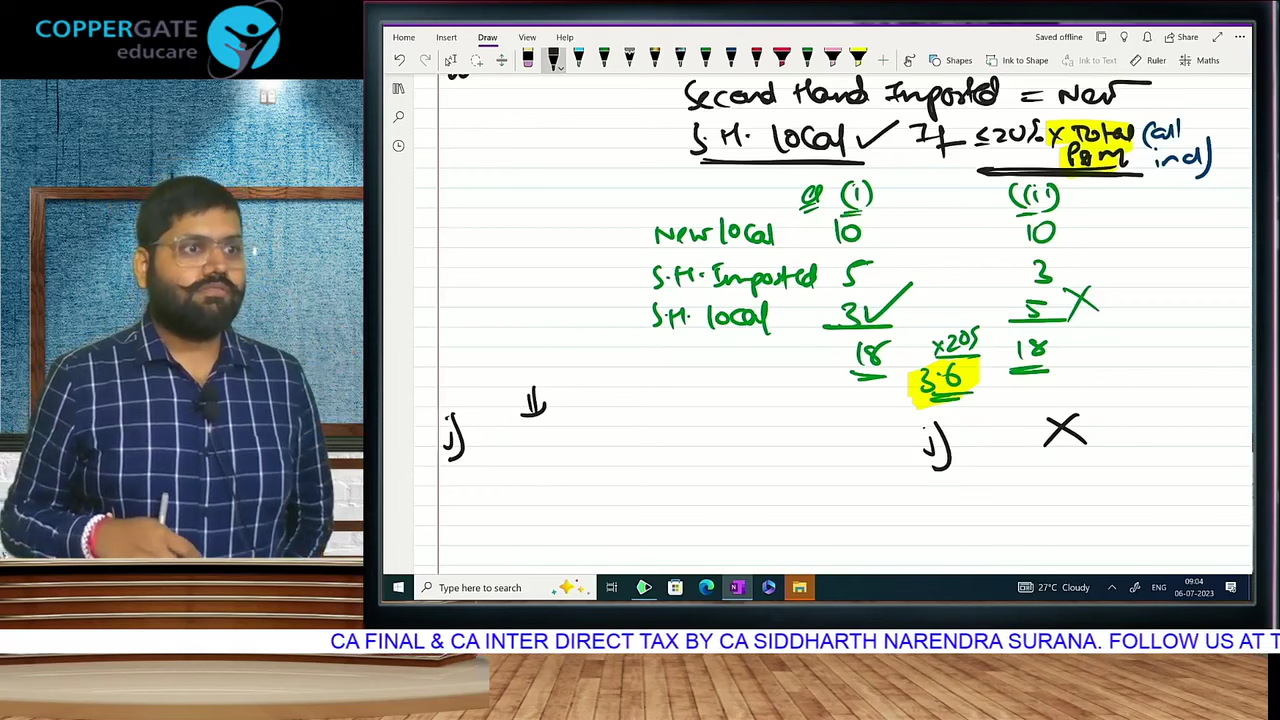 COPPERGATE
educare
Home Insert Draw View Help
Saved offline Share
Shapes Ink to Shape Ink to Text Ruler Maths
Second Hand Imported = New
S.H. local ✓ If ≤20% x Total (all
P&M incl)
(i) (ii)
New local 10 10
S.H. Imported 5 3
S.H. local 3✓ 5 X
18 x20% 18
3.6
i) i) X
Type here to search 27°C Cloudy ENG 09:04
06-07-2023
CA FINAL & CA INTER DIRECT TAX BY CA SIDDHARTH NARENDRA SURANA. FOLLOW US AT T